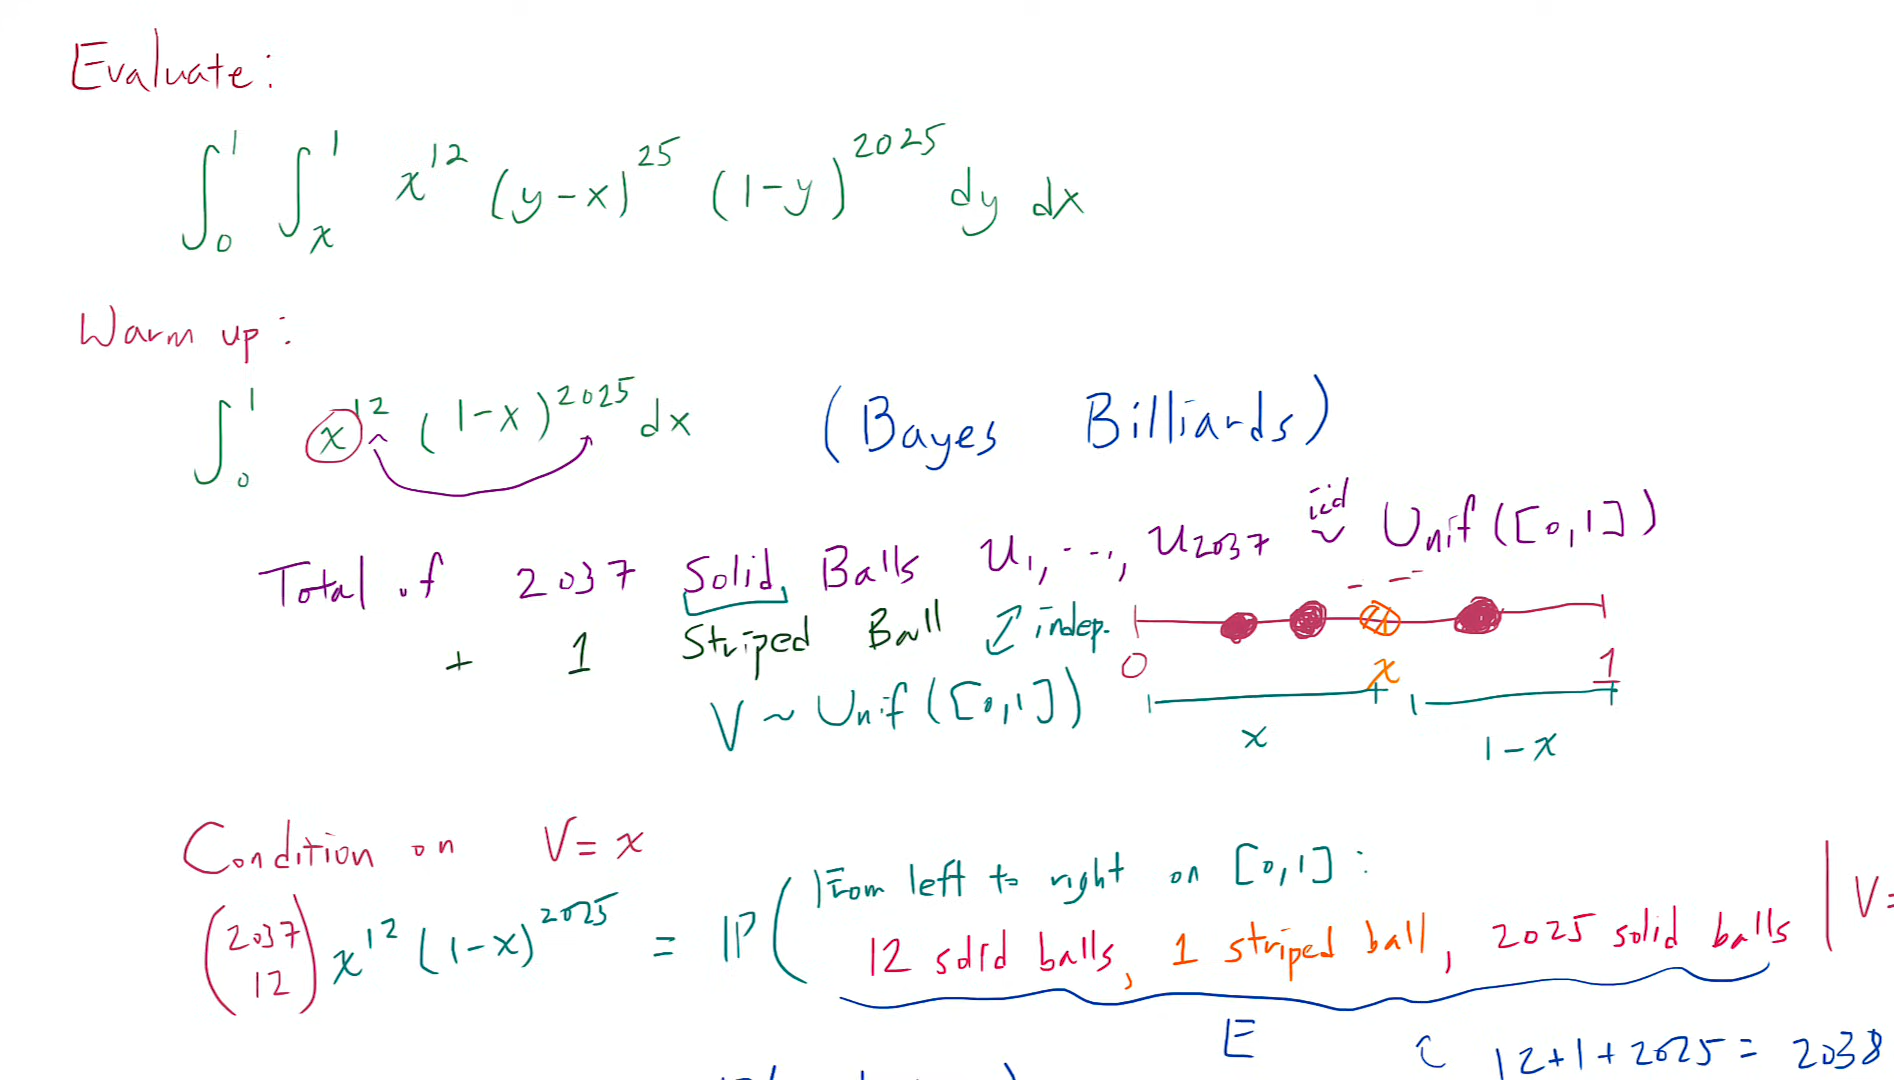 Evaluate:
∫₀¹ ∫ₓ¹ x¹² (y-x)²⁵ (1-y)²⁰²⁵ dy dx
Warm up:
∫₀¹ x¹² (1-x)²⁰²⁵ dx (Bayes Billiards)
Total of 2037 Solid Balls U₁, ..., U₂₀₃₇ iid ~ Unif([0,1])
+ 1 Striped Ball indep.
0 x 1
V ~ Unif([0,1])
x 1-x
Condition on V = x
(2037 12) x¹² (1-x)²⁰²⁵ = P( From left to right on [0,1]:
12 solid balls, 1 striped ball, 2025 solid balls | V=
E
12+1+2025 = 2038